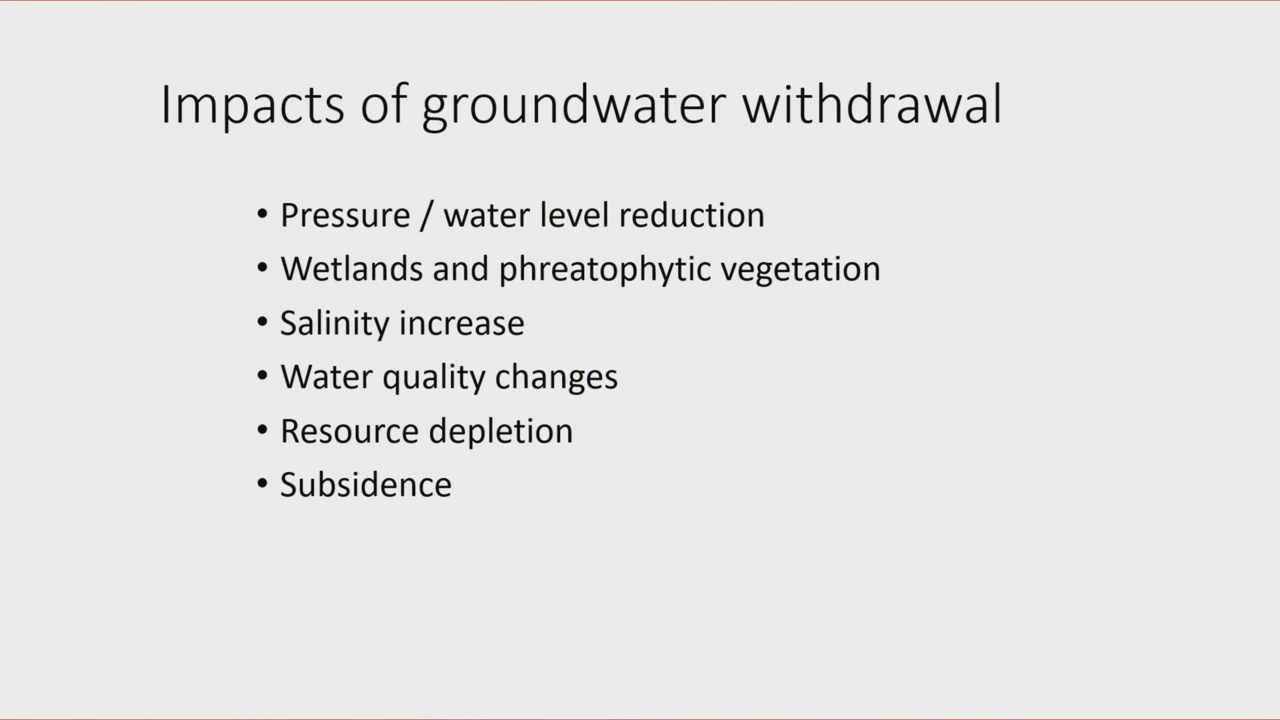 Impacts of groundwater withdrawal
• Pressure / water level reduction
• Wetlands and phreatophytic vegetation
• Salinity increase
• Water quality changes
• Resource depletion
• Subsidence